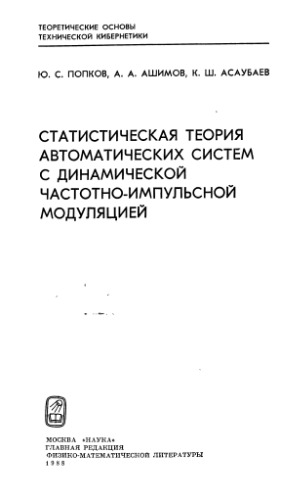 ТЕОРЕТИЧЕСКИЕ ОСНОВЫ
ТЕХНИЧЕСКОЙ КИБЕРНЕТИКИ
Ю. С. ПОПКОВ, А. А. АШИМОВ, К. Ш. АСАУБАЕВ
СТАТИСТИЧЕСКАЯ ТЕОРИЯ
АВТОМАТИЧЕСКИХ СИСТЕМ
С ДИНАМИЧЕСКОЙ
ЧАСТОТНО-ИМПУЛЬСНОЙ
МОДУЛЯЦИЕЙ
МОСКВА «НАУКА»
ГЛАВНАЯ РЕДАКЦИЯ
ФИЗИКО-МАТЕМАТИЧЕСКОЙ ЛИТЕРАТУРЫ
1988